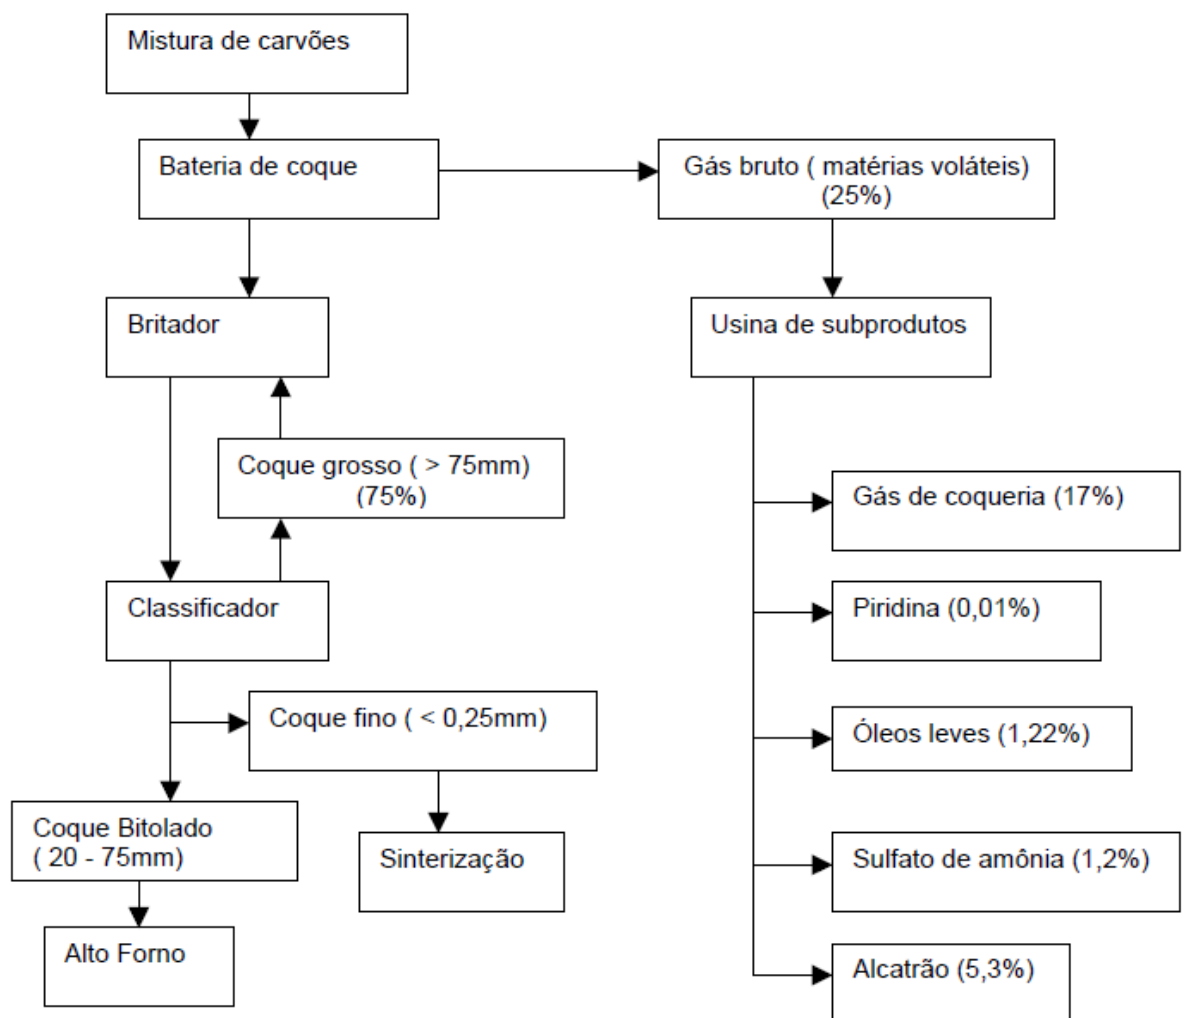 Mistura de carvões
Bateria de coque
Gás bruto ( matérias voláteis)
(25%)
Britador
Usina de subprodutos
Coque grosso ( > 75mm)
(75%)
Gás de coqueria (17%)
Classificador
Piridina (0,01%)
Coque fino ( < 0,25mm)
Óleos leves (1,22%)
Coque Bitolado
( 20 - 75mm)
Sinterização
Sulfato de amônia (1,2%)
Alto Forno
Alcatrão (5,3%)